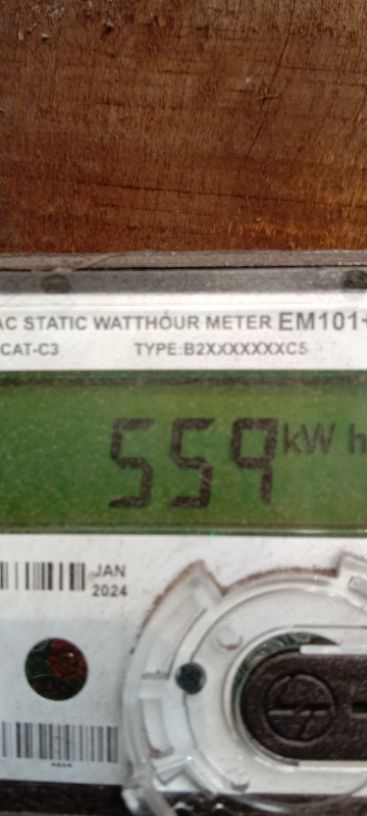 AC STATIC WATTHOUR METER EM101+
CAT-C3 TYPE:B2XXXXXXXC5
559 kW h
JAN
2024